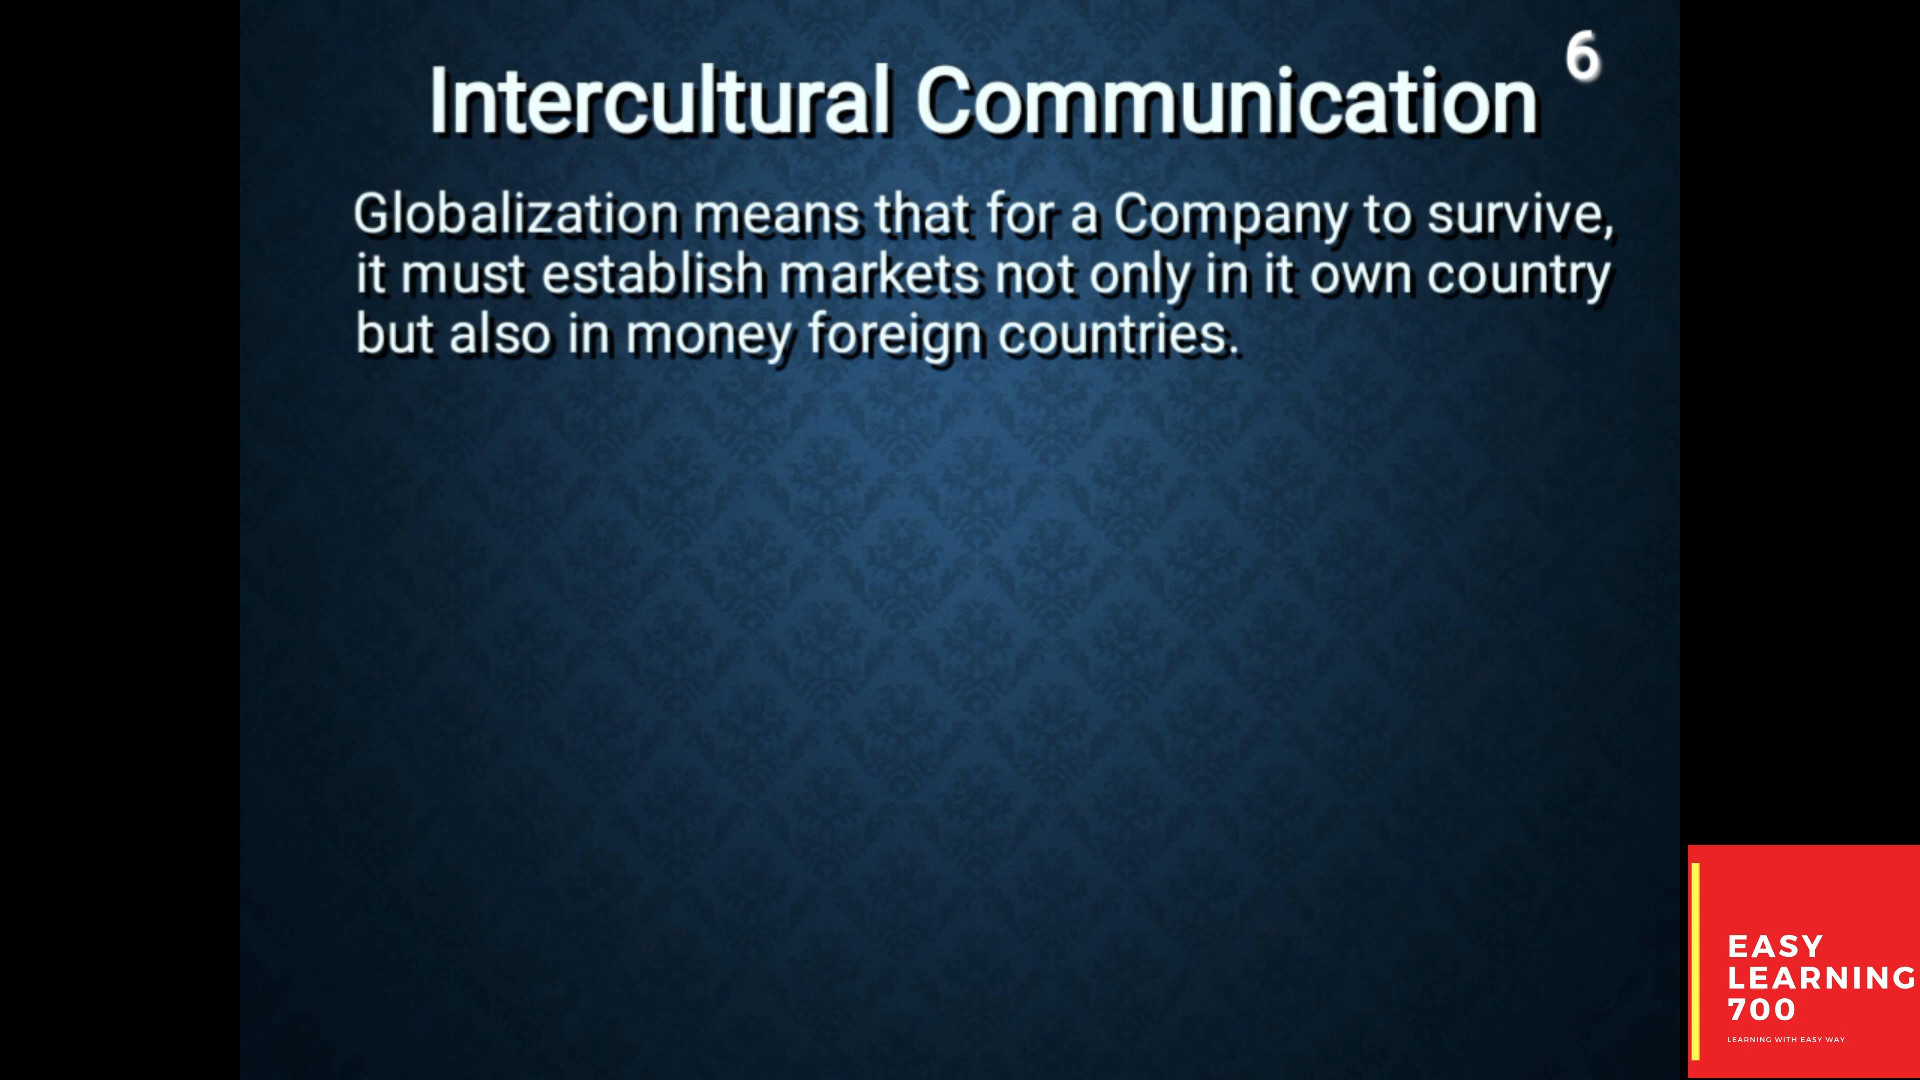 6
Intercultural Communication
Globalization means that for a Company to survive,
it must establish markets not only in it own country
but also in money foreign countries.
EASY
LEARNING
700
LEARNING WITH EASY WAY